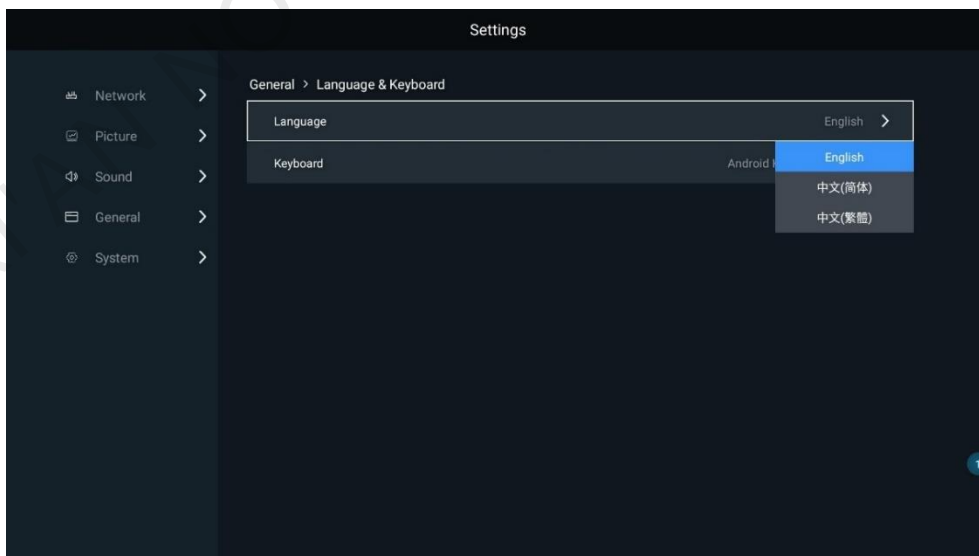 Settings
Network
Picture
Sound
General
System
General > Language & Keyboard
Language English
Keyboard Android
English
中文(简体)
中文(繁體)